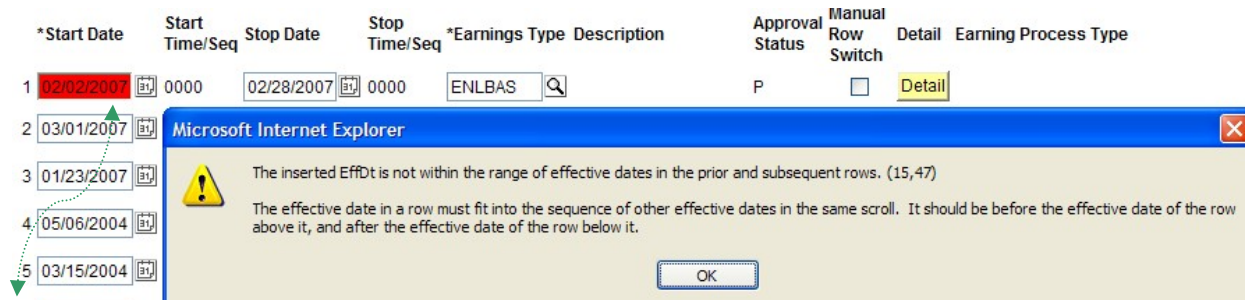 *Start Date Start Time/Seq Stop Date Stop Time/Seq *Earnings Type Description Approval Status Manual Row Switch Detail Earning Process Type
1 02/02/2007 0000 02/28/2007 0000 ENLBAS P Detail
2 03/01/2007 Microsoft Internet Explorer
3 01/23/2007 The inserted EffDt is not within the range of effective dates in the prior and subsequent rows. (15,47)
The effective date in a row must fit into the sequence of other effective dates in the same scroll. It should be before the effective date of the row
4 05/06/2004 above it, and after the effective date of the row below it.
5 03/15/2004 OK